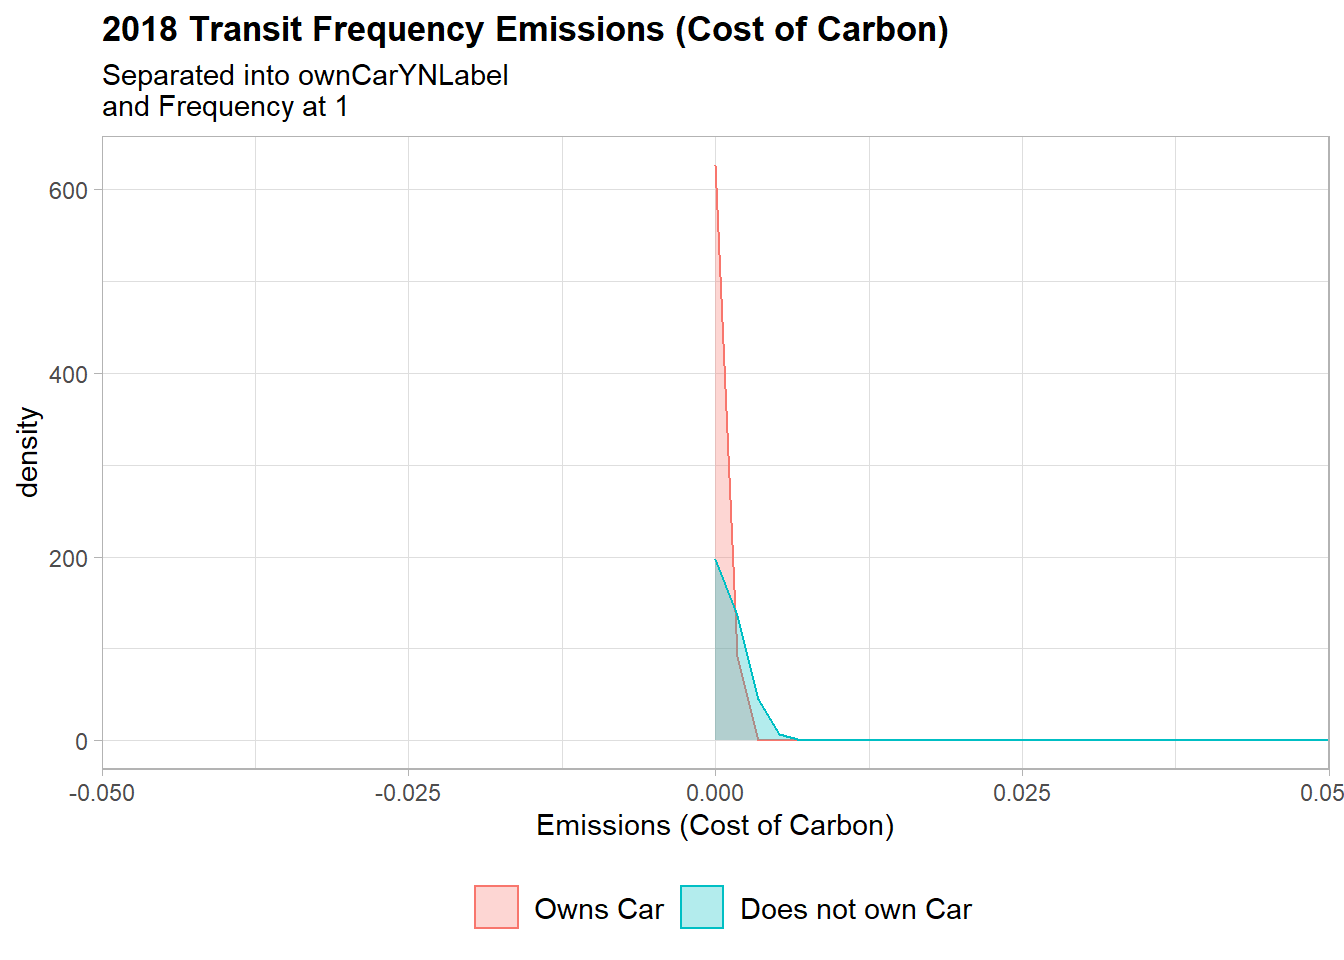 2018 Transit Frequency Emissions (Cost of Carbon)
Separated into ownCarYNLabel
and Frequency at 1
600
400
200
0
density
-0.050
-0.025
0.000
0.025
0.05
Emissions (Cost of Carbon)
Owns Car
Does not own Car